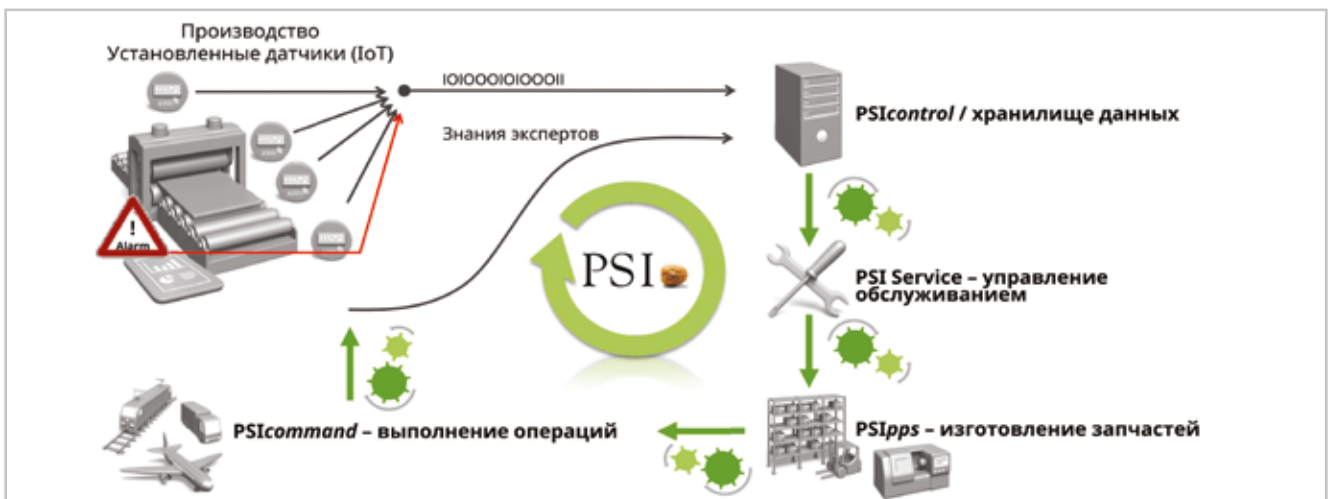 Производство
Установленные датчики (IoT)
IOIOOOIOIOOOII
PSIcontrol / хранилище данных
Знания экспертов
!
Alarm
PSI
PSI Service – управление
обслуживанием
PSIcommand – выполнение операций
PSIpps – изготовление запчастей